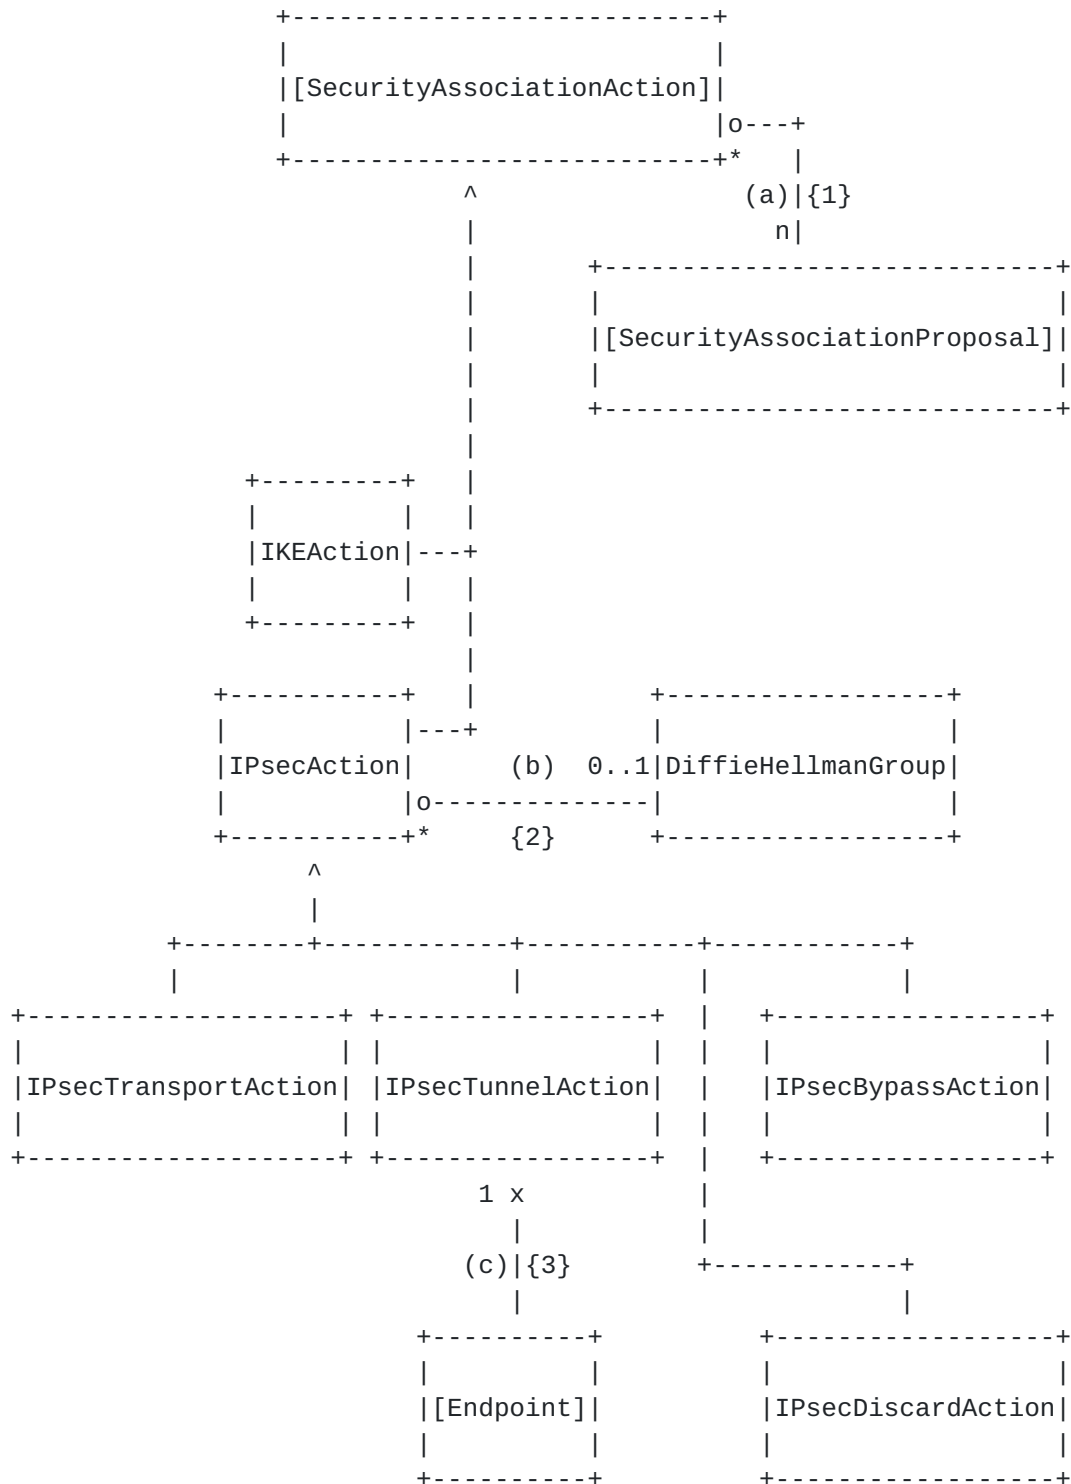 [SecurityAssociationAction]
o---+
*
(a) {1}
n
[SecurityAssociationProposal]
IKEAction
IPsecAction (b) 0..1 DiffieHellmanGroup
o
* {2}
IPsecTransportAction IPsecTunnelAction IPsecBypassAction
1 x
(c) {3}
[Endpoint] IPsecDiscardAction